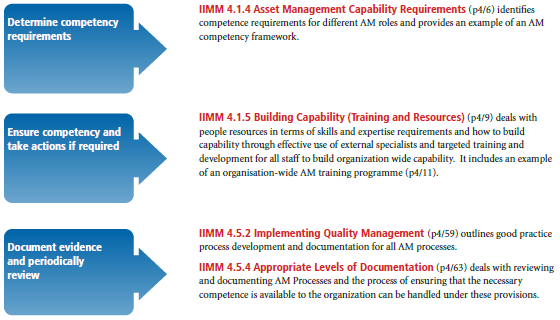 Determine competency
requirements
IIMM 4.1.4 Asset Management Capability Requirements (p4/6) identifies
competence requirements for different AM roles and provides an example of an AM
competency framework.
Ensure competency and
take actions if required
IIMM 4.1.5 Building Capability (Training and Resources) (p4/9) deals with
people resources in terms of skills and expertise requirements and how to build
capability through effective use of external specialists and targeted training and
development for all staff to build organization wide capability. It includes an example
of an organisation-wide AM training programme (p4/11).
Document evidence
and periodically
review
IIMM 4.5.2 Implementing Quality Management (p4/59) outlines good practice
process development and documentation for all AM processes.
IIMM 4.5.4 Appropriate Levels of Documentation (p4/63) deals with reviewing
and documenting AM Processes and the process of ensuring that the necessary
competence is available to the organization can be handled under these provisions.